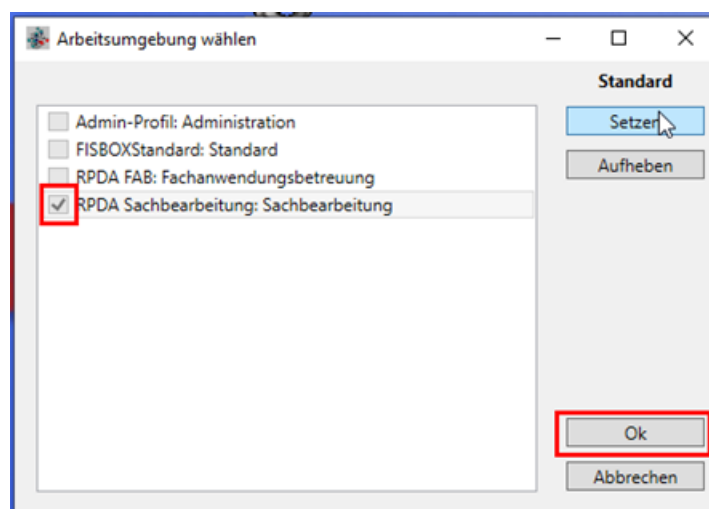 Arbeitsumgebung wählen
Standard
Admin-Profil: Administration
FISBOXStandard: Standard
RPDA FAB: Fachanwendungsbetreuung
RPDA Sachbearbeitung: Sachbearbeitung
Setzen
Aufheben
Ok
Abbrechen